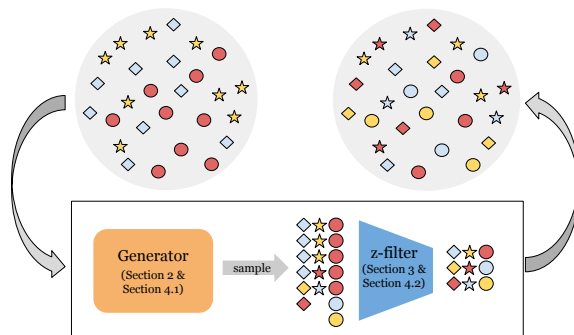 Generator
(Section 2 &
Section 4.1)
sample
z-filter
(Section 3 &
Section 4.2)